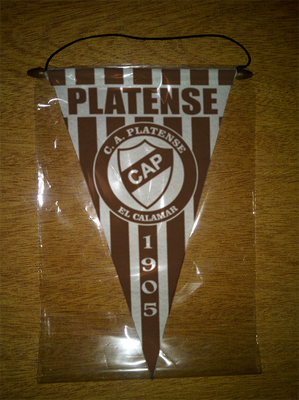 PLATENSE
C. A. PLATENSE
CAP
EL CALAMAR
1905